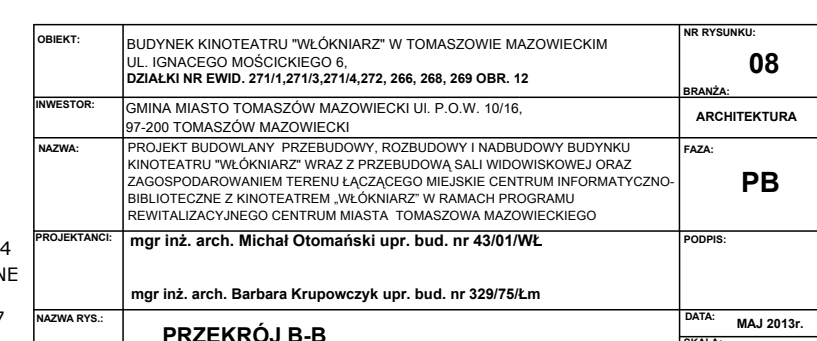 OBIEKT:
BUDYNEK KINOTEATRU "WŁÓKNIARZ" W TOMASZOWIE MAZOWIECKIM
UL. IGNACEGO MOŚCICKIEGO 6,
DZIAŁKI NR EWID. 271/1,271/3,271/4,272, 266, 268, 269 OBR. 12
NR RYSUNKU:
08
BRANŻA:
ARCHITEKTURA
INWESTOR:
GMINA MIASTO TOMASZÓW MAZOWIECKI Ul. P.O.W. 10/16,
97-200 TOMASZÓW MAZOWIECKI
NAZWA:
PROJEKT BUDOWLANY PRZEBUDOWY, ROZBUDOWY I NADBUDOWY BUDYNKU
KINOTEATRU "WŁÓKNIARZ" WRAZ Z PRZEBUDOWĄ SALI WIDOWISKOWEJ ORAZ
ZAGOSPODAROWANIEM TERENU ŁĄCZĄCEGO MIEJSKIE CENTRUM INFORMATYCZNO-
BIBLIOTECZNE Z KINOTEATREM „WŁÓKNIARZ" W RAMACH PROGRAMU
REWITALIZACYJNEGO CENTRUM MIASTA TOMASZOWA MAZOWIECKIEGO
FAZA:
PB
PROJEKTANCI:
mgr inż. arch. Michał Otomański upr. bud. nr 43/01/WŁ
mgr inż. arch. Barbara Krupowczyk upr. bud. nr 329/75/Łm
PODPIS:
4
NE
7
NAZWA RYS.:
PRZEKRÓJ B-B
DATA:
MAJ 2013r.
SKALA: